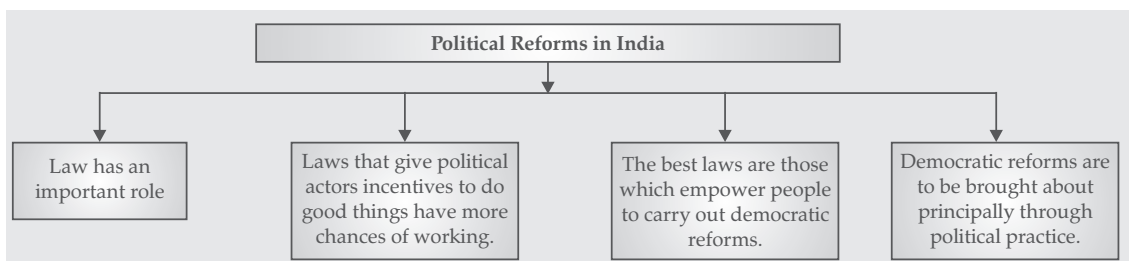 Political Reforms in India
Law has an
important role
Laws that give political
actors incentives to do
good things have more
chances of working.
The best laws are those
which empower people
to carry out democratic
reforms.
Democratic reforms are
to be brought about
principally through
political practice.